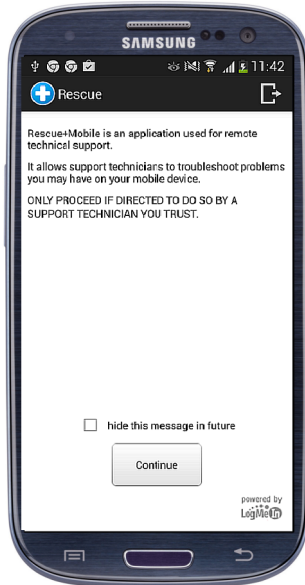 SAMSUNG
11:42
Rescue
Rescue+Mobile is an application used for remote
technical support.
It allows support technicians to troubleshoot problems
you may have on your mobile device.
ONLY PROCEED IF DIRECTED TO DO SO BY A
SUPPORT TECHNICIAN YOU TRUST.
hide this message in future
Continue
powered by
LogMeIn